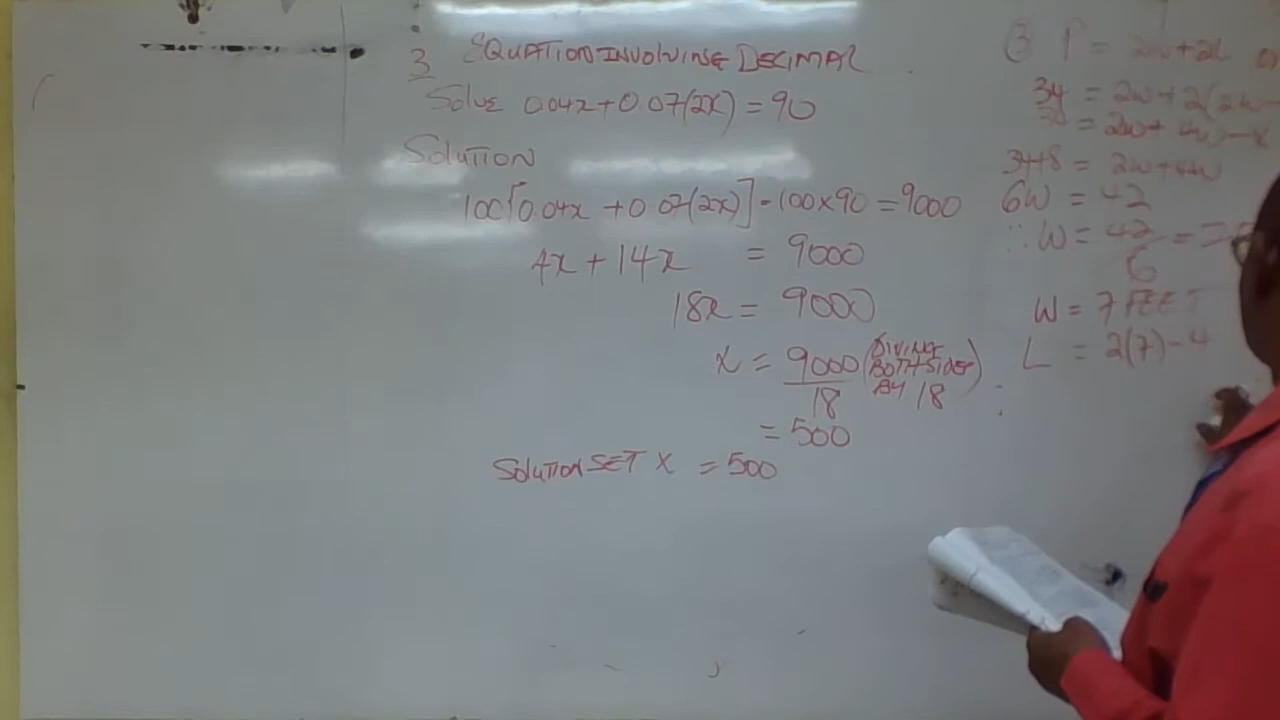 3 EQUATION INVOLVING DECIMAL
Solve 0.04x + 0.07(2x) = 90
Solution
100[0.04x + 0.07(2x)] = 100 x 90 = 9000
4x + 14x = 9000
18x = 9000
x = 9000/18 (DIVING BOTH SIDES BY 18)
= 500
Solution SET x = 500
③ P = 2w + 2L
34 = 2w + 2(2w -
= 2w + 4w -
34+8 = 2w + 4w
6w = 42
∴ W = 42/6 =
W = 7 FEET
L = 2(7) - 4